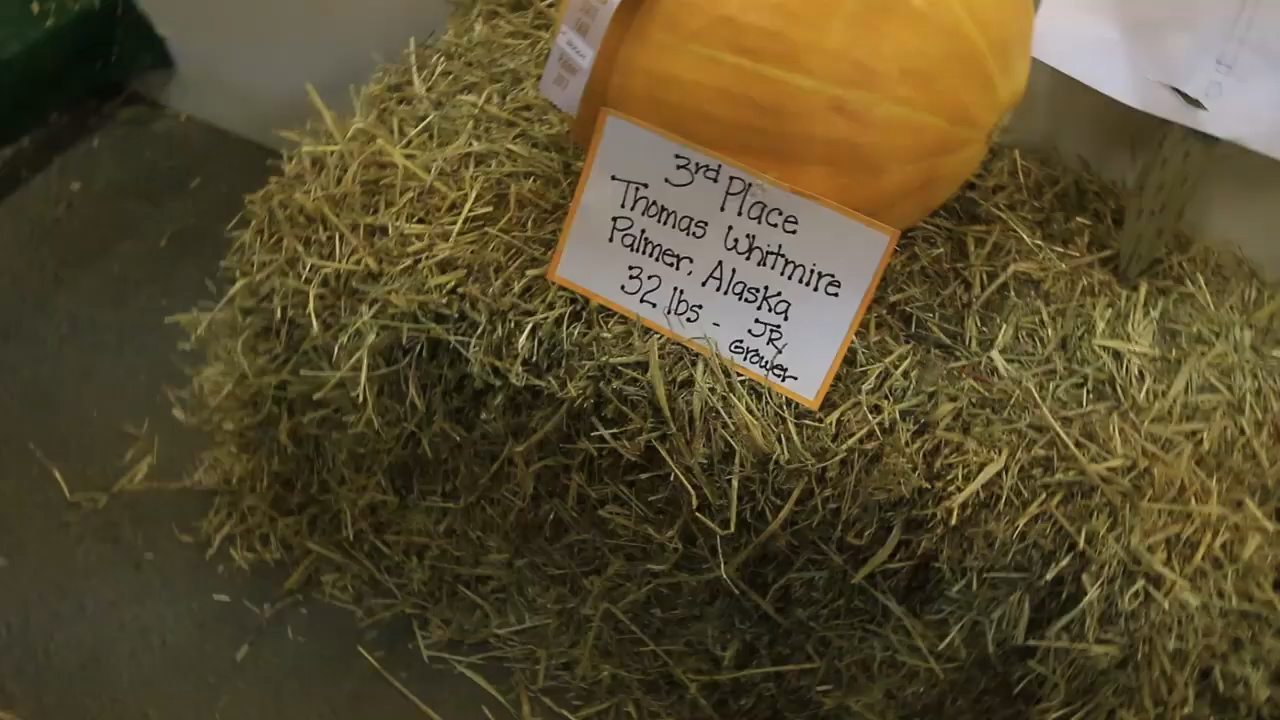 3rd Place
Thomas Whitmire
Palmer, Alaska
32 lbs - JR
Grower